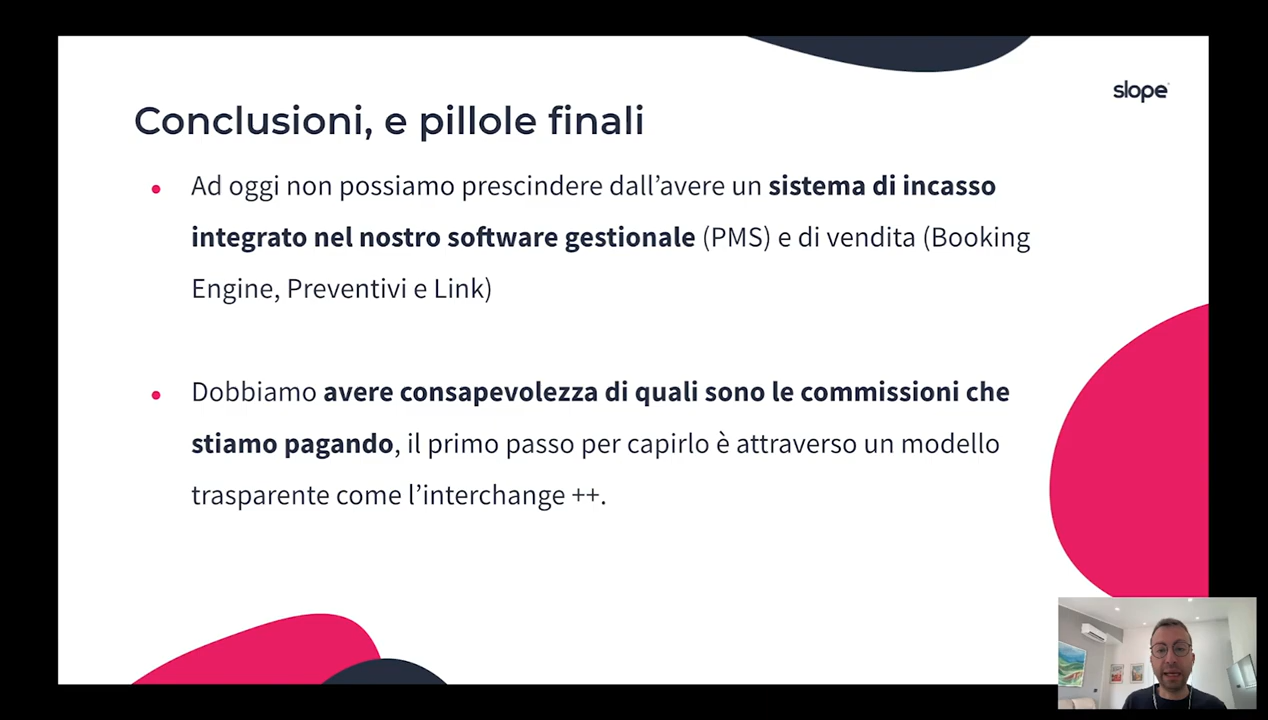 slope
Conclusioni, e pillole finali
Ad oggi non possiamo prescindere dall’avere un sistema di incasso
integrato nel nostro software gestionale (PMS) e di vendita (Booking
Engine, Preventivi e Link)
Dobbiamo avere consapevolezza di quali sono le commissioni che
stiamo pagando, il primo passo per capirlo è attraverso un modello
trasparente come l’interchange ++.